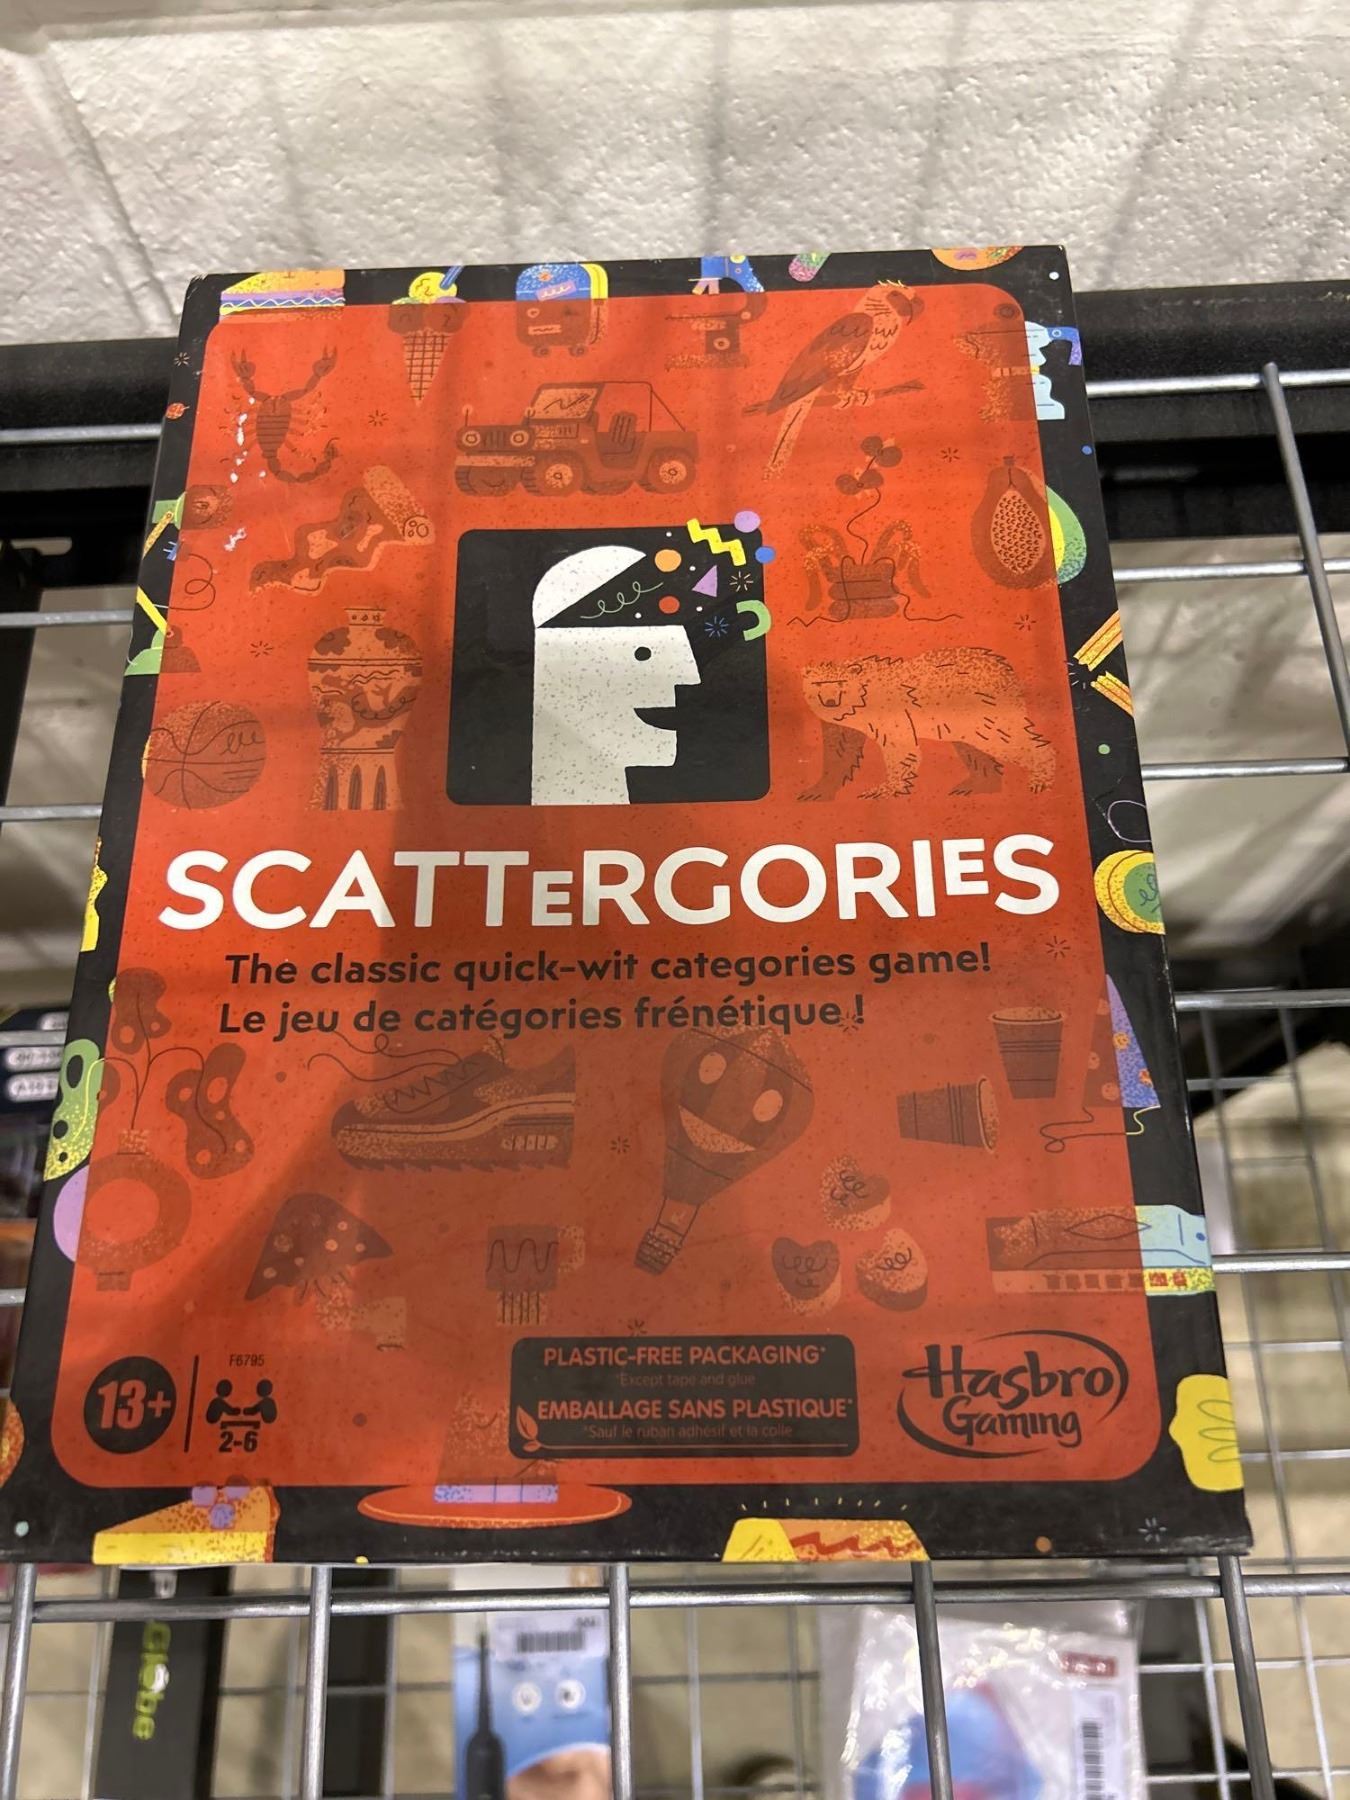 SCATTERGORIES
The classic quick-wit categories game!
Le jeu de catégories frénétique !
13+
F6795
2-6
PLASTIC-FREE PACKAGING*
*Except tape and glue
EMBALLAGE SANS PLASTIQUE*
*Sauf le ruban adhésif et la colle
Hasbro
Gaming
Globe